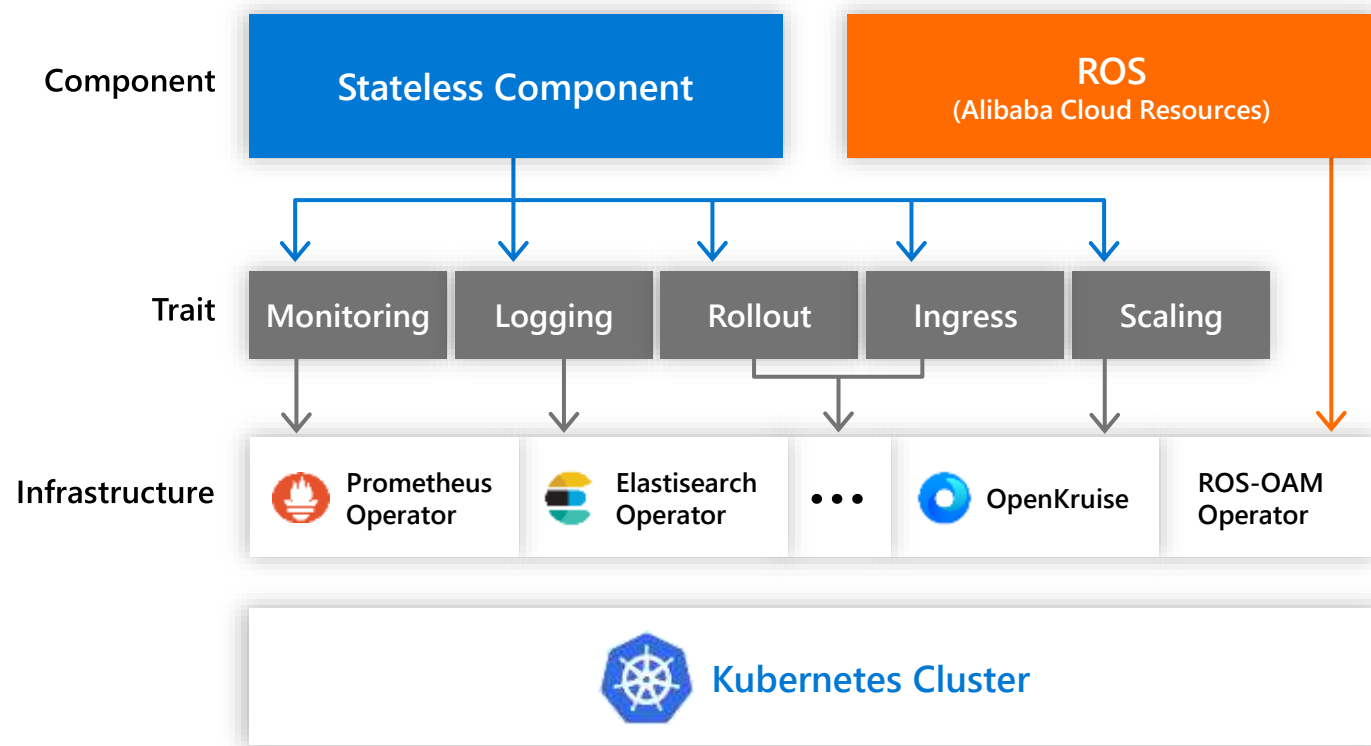 Component
Stateless Component
ROS
(Alibaba Cloud Resources)
Trait
Monitoring
Logging
Rollout
Ingress
Scaling
Infrastructure
Prometheus
Operator
Elastisearch
Operator
•••
OpenKruise
ROS-OAM
Operator
Kubernetes Cluster